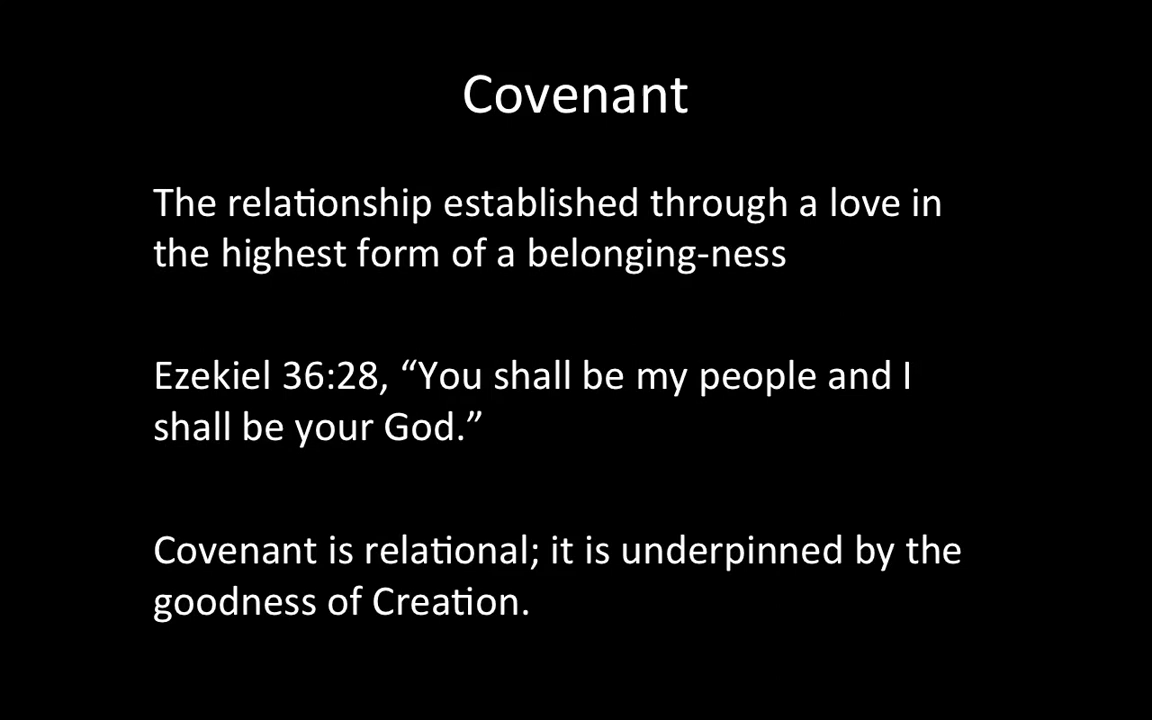 Covenant
The relationship established through a love in
the highest form of a belonging-ness
Ezekiel 36:28, “You shall be my people and I
shall be your God.”
Covenant is relational; it is underpinned by the
goodness of Creation.